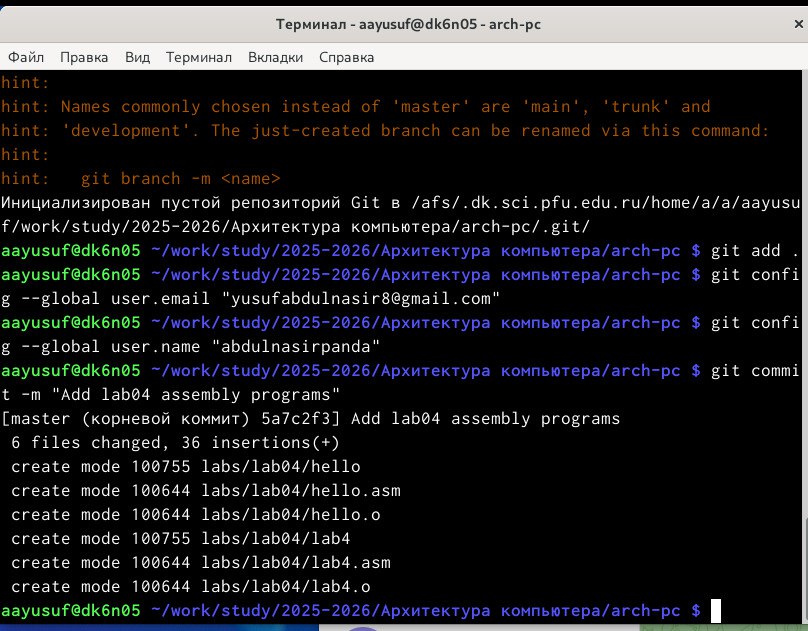 Терминал - aayusuf@dk6n05 - arch-pc
Файл Правка Вид Терминал Вкладки Справка
hint:
hint: Names commonly chosen instead of 'master' are 'main', 'trunk' and
hint: 'development'. The just-created branch can be renamed via this command:
hint:
hint:   git branch -m <name>
Инициализирован пустой репозиторий Git в /afs/.dk.sci.pfu.edu.ru/home/a/a/aayusu
f/work/study/2025-2026/Архитектура компьютера/arch-pc/.git/
aayusuf@dk6n05 ~/work/study/2025-2026/Архитектура компьютера/arch-pc $ git add .
aayusuf@dk6n05 ~/work/study/2025-2026/Архитектура компьютера/arch-pc $ git confi
g --global user.email "yusufabdulnasir8@gmail.com"
aayusuf@dk6n05 ~/work/study/2025-2026/Архитектура компьютера/arch-pc $ git confi
g --global user.name "abdulnasirpanda"
aayusuf@dk6n05 ~/work/study/2025-2026/Архитектура компьютера/arch-pc $ git commi
t -m "Add lab04 assembly programs"
[master (корневой коммит) 5a7c2f3] Add lab04 assembly programs
 6 files changed, 36 insertions(+)
 create mode 100755 labs/lab04/hello
 create mode 100644 labs/lab04/hello.asm
 create mode 100644 labs/lab04/hello.o
 create mode 100755 labs/lab04/lab4
 create mode 100644 labs/lab04/lab4.asm
 create mode 100644 labs/lab04/lab4.o
aayusuf@dk6n05 ~/work/study/2025-2026/Архитектура компьютера/arch-pc $